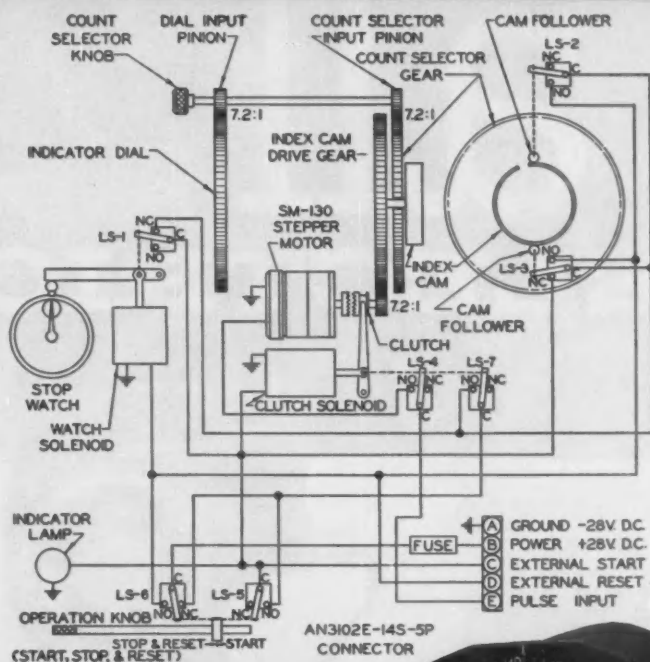 COUNT
SELECTOR
KNOB
DIAL INPUT
PINION
COUNT SELECTOR
INPUT PINION
COUNT SELECTOR
GEAR
CAM FOLLOWER
LS-2
NC
C
NO
7.2:1
7.2:1
INDICATOR DIAL
INDEX CAM
DRIVE GEAR
SM-130
STEPPER
MOTOR
NC
LS-1
C
NO
NO
C
LS-3
NC
INDEX
CAM
7.2:1
CAM
FOLLOWER
CLUTCH
STOP
WATCH
WATCH
SOLENOID
CLUTCH SOLENOID
LS-4
NO
NC
C
LS-7
NO
NC
C
INDICATOR
LAMP
FUSE
A GROUND -28V. D.C.
B POWER +28V. D.C.
C EXTERNAL START
D EXTERNAL RESET
E PULSE INPUT
LS-6
C
NO
NC
LS-5
C
NC
NO
OPERATION KNOB
STOP & RESET
START
(START, STOP, & RESET)
AN3102E-14S-5P
CONNECTOR